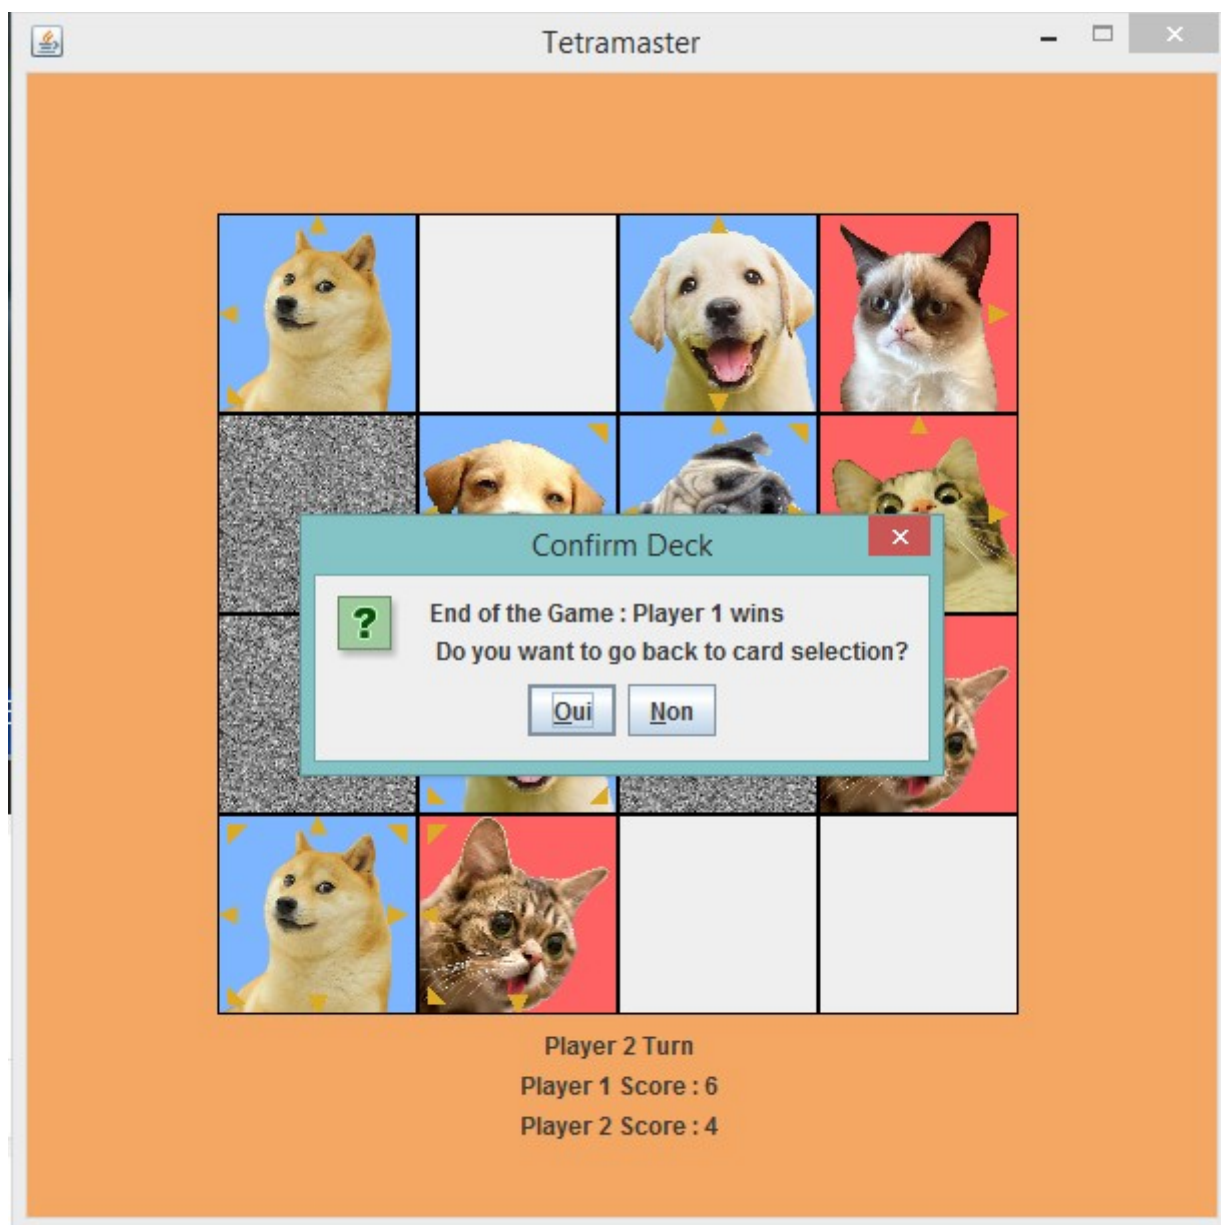 Tetramaster
Confirm Deck
End of the Game : Player 1 wins
Do you want to go back to card selection?
Oui Non
Player 2 Turn
Player 1 Score : 6
Player 2 Score : 4